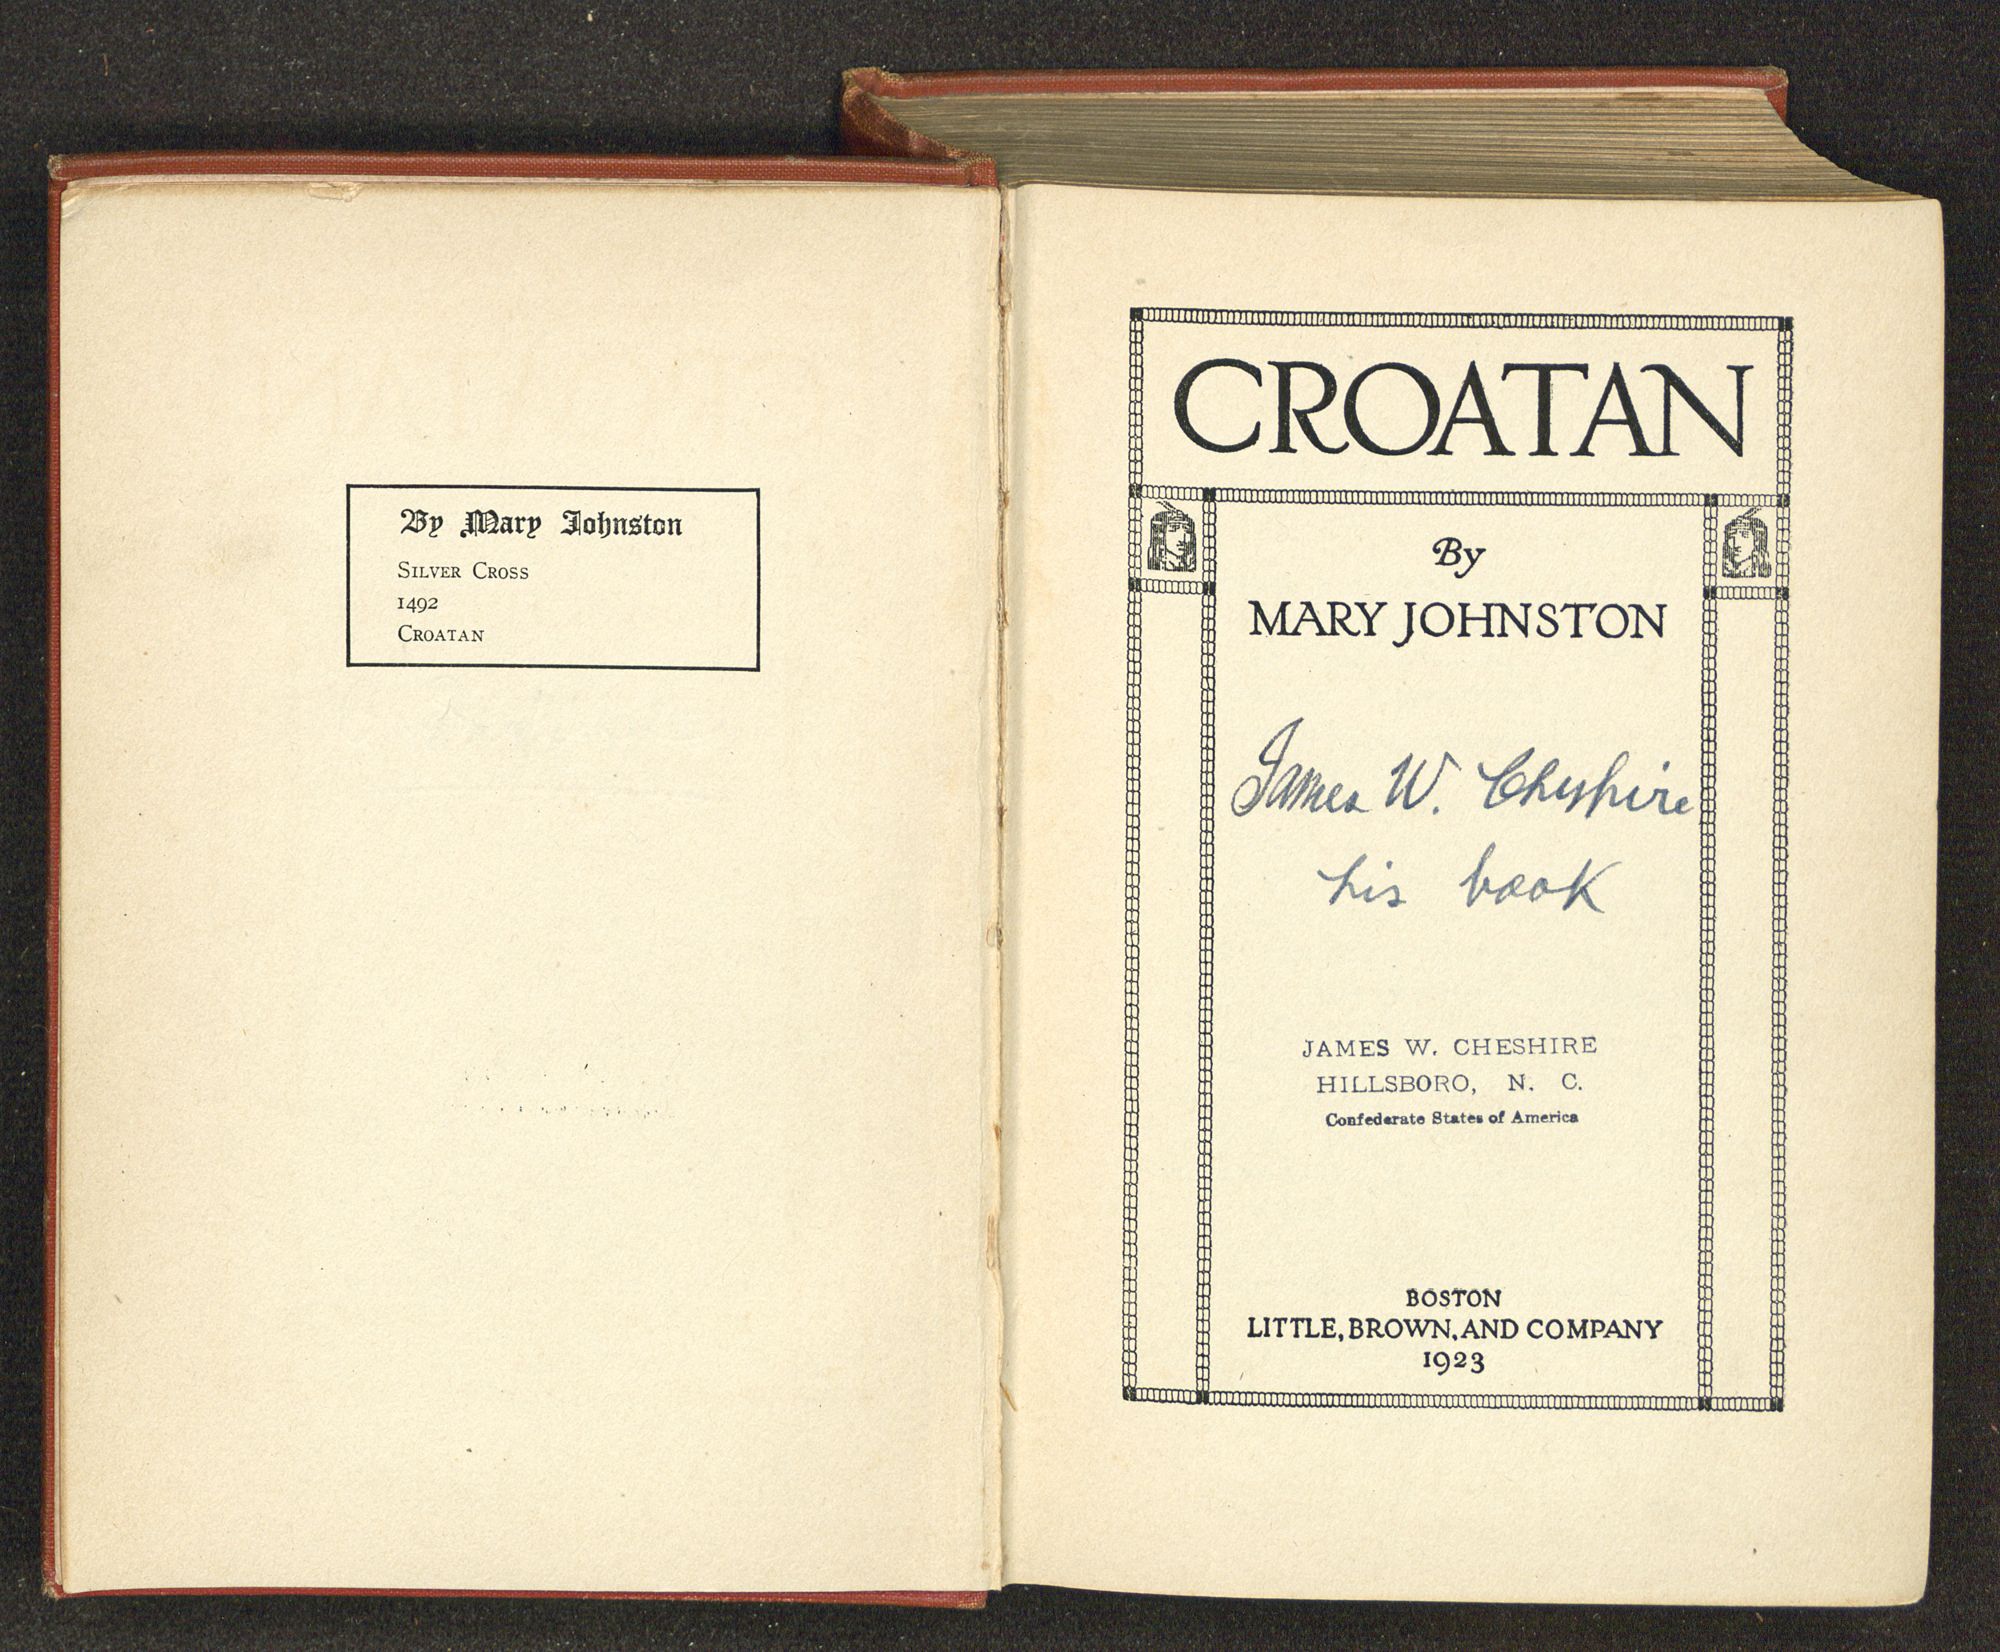 By Mary Johnston
SILVER CROSS
1492
CROATAN
CROATAN
By
MARY JOHNSTON
James W. Cheshire
his book
JAMES W. CHESHIRE
HILLSBORO, N. C.
Confederate States of America
BOSTON
LITTLE, BROWN, AND COMPANY
1923